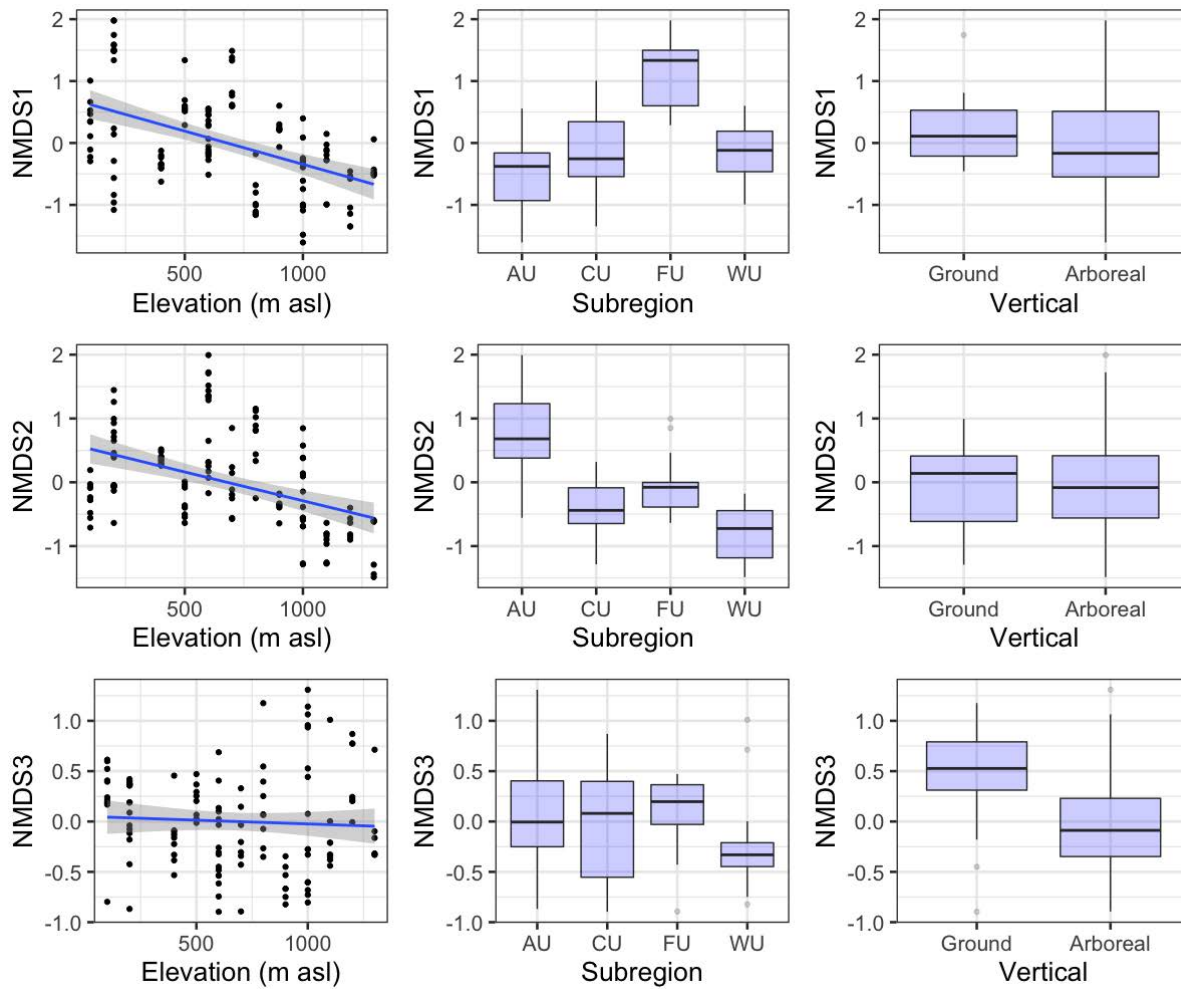 NMDS1
2
1
0
-1
500 1000
Elevation (m asl)
NMDS1
2
1
0
-1
AU CU FU WU
Subregion
NMDS1
2
1
0
-1
Ground Arboreal
Vertical
NMDS2
2
1
0
-1
500 1000
Elevation (m asl)
NMDS2
2
1
0
-1
AU CU FU WU
Subregion
NMDS2
2
1
0
-1
Ground Arboreal
Vertical
NMDS3
1.0
0.5
0.0
-0.5
-1.0
500 1000
Elevation (m asl)
NMDS3
1.0
0.5
0.0
-0.5
-1.0
AU CU FU WU
Subregion
NMDS3
1.0
0.5
0.0
-0.5
-1.0
Ground Arboreal
Vertical